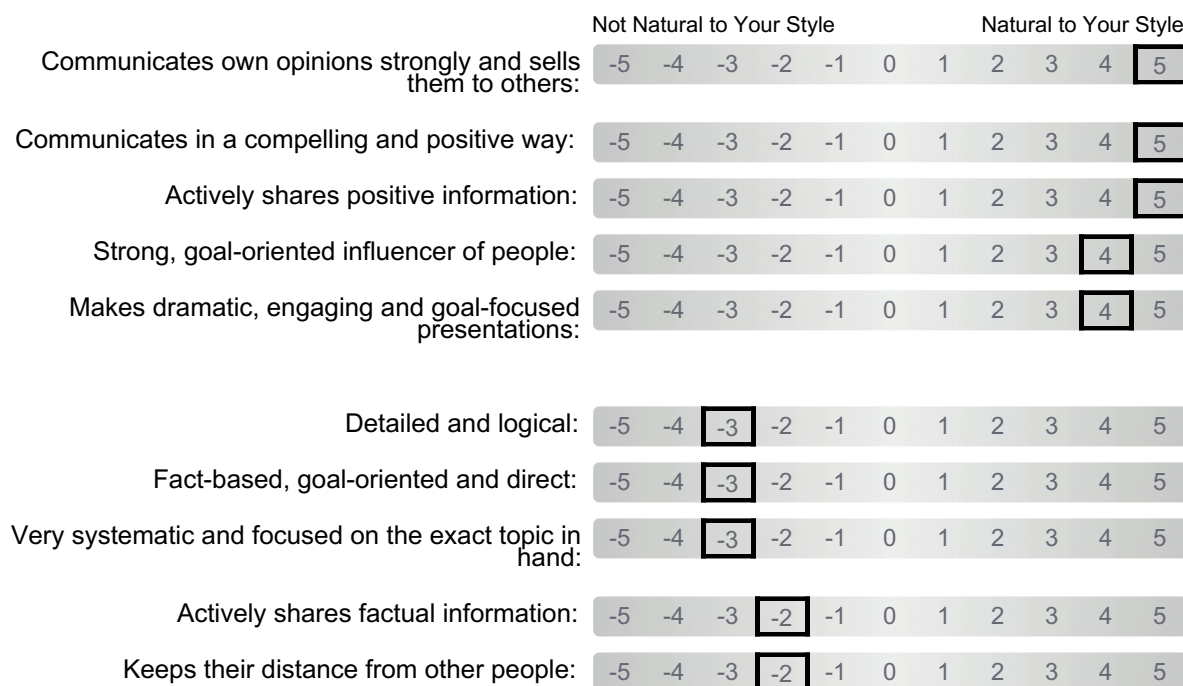 Not Natural to Your Style Natural to Your Style
Communicates own opinions strongly and sells
them to others:
-5 -4 -3 -2 -1 0 1 2 3 4 5
Communicates in a compelling and positive way: -5 -4 -3 -2 -1 0 1 2 3 4 5
Actively shares positive information: -5 -4 -3 -2 -1 0 1 2 3 4 5
Strong, goal-oriented influencer of people: -5 -4 -3 -2 -1 0 1 2 3 4 5
Makes dramatic, engaging and goal-focused
presentations:
-5 -4 -3 -2 -1 0 1 2 3 4 5
Detailed and logical: -5 -4 -3 -2 -1 0 1 2 3 4 5
Fact-based, goal-oriented and direct: -5 -4 -3 -2 -1 0 1 2 3 4 5
Very systematic and focused on the exact topic in
hand:
-5 -4 -3 -2 -1 0 1 2 3 4 5
Actively shares factual information: -5 -4 -3 -2 -1 0 1 2 3 4 5
Keeps their distance from other people: -5 -4 -3 -2 -1 0 1 2 3 4 5